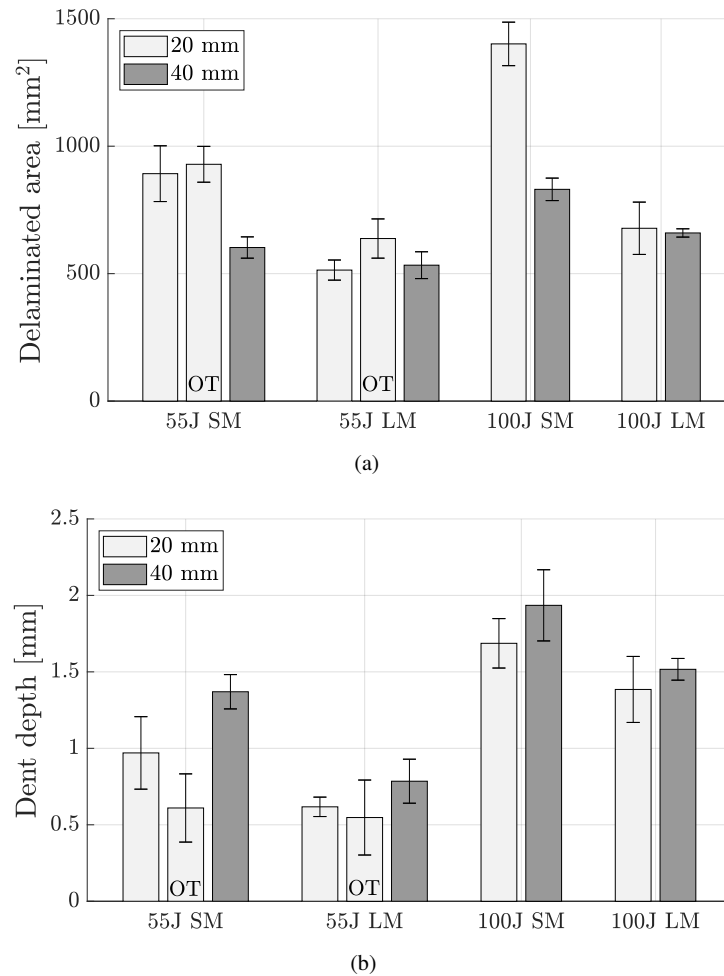 1500
1000
500
0
Delaminated area [mm²]
20 mm
40 mm
OT
OT
55J SM
55J LM
100J SM
100J LM
(a)
2.5
2
1.5
1
0.5
0
Dent depth [mm]
20 mm
40 mm
OT
OT
55J SM
55J LM
100J SM
100J LM
(b)